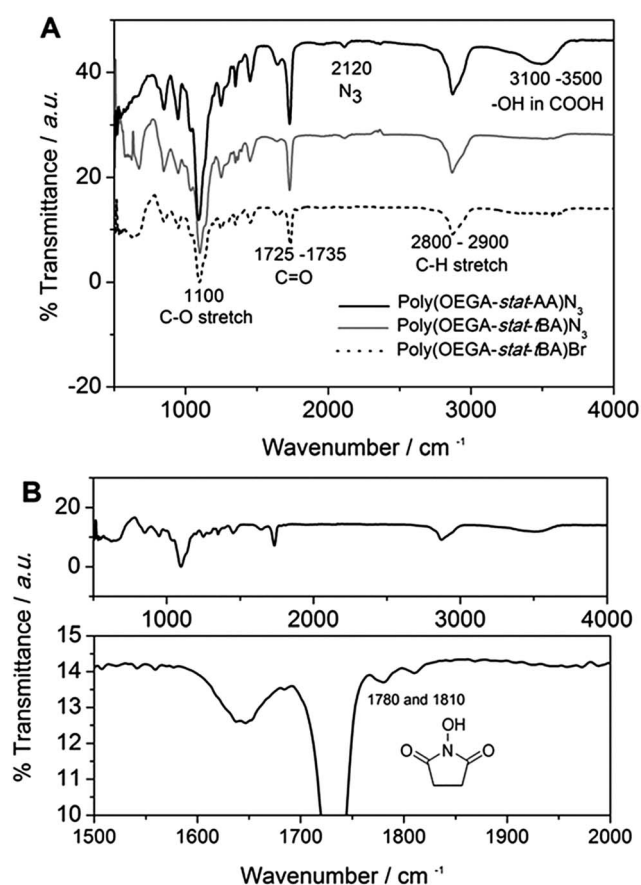 A
% Transmittance / a.u.
40
20
0
-20
2120
N3
3100 -3500
-OH in COOH
1725 -1735
C=O
2800 - 2900
C-H stretch
1100
C-O stretch
Poly(OEGA-stat-AA)N3
Poly(OEGA-stat-tBA)N3
Poly(OEGA-stat-tBA)Br
1000 2000 3000 4000
Wavenumber / cm -1
B
% Transmittance / a.u.
20
0
1000 2000 3000 4000
15
14
13
12
11
10
1780 and 1810
OH
N
O O
1500 1600 1700 1800 1900 2000
Wavenumber / cm -1